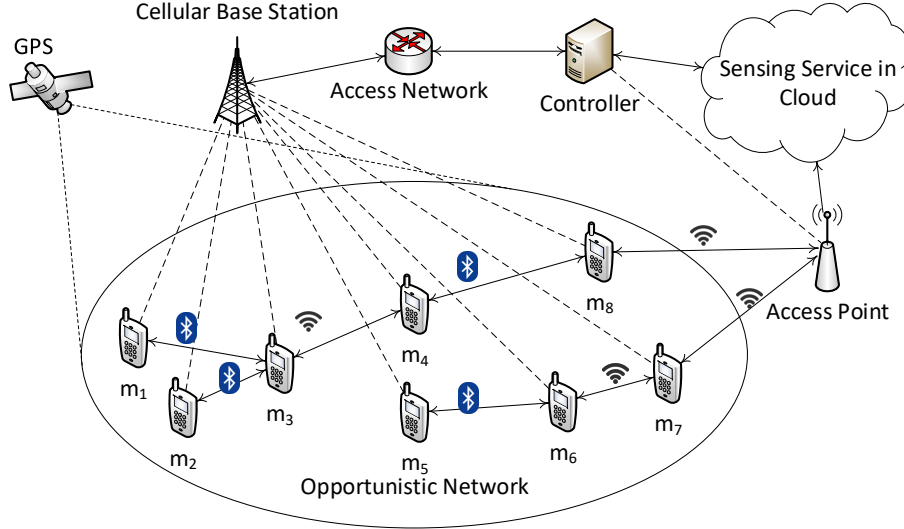 Cellular Base Station
GPS
Access Network
Controller
Sensing Service in
Cloud
Access Point
m₈
m₄
m₁
m₃
m₂
m₅
m₆
m₇
Opportunistic Network